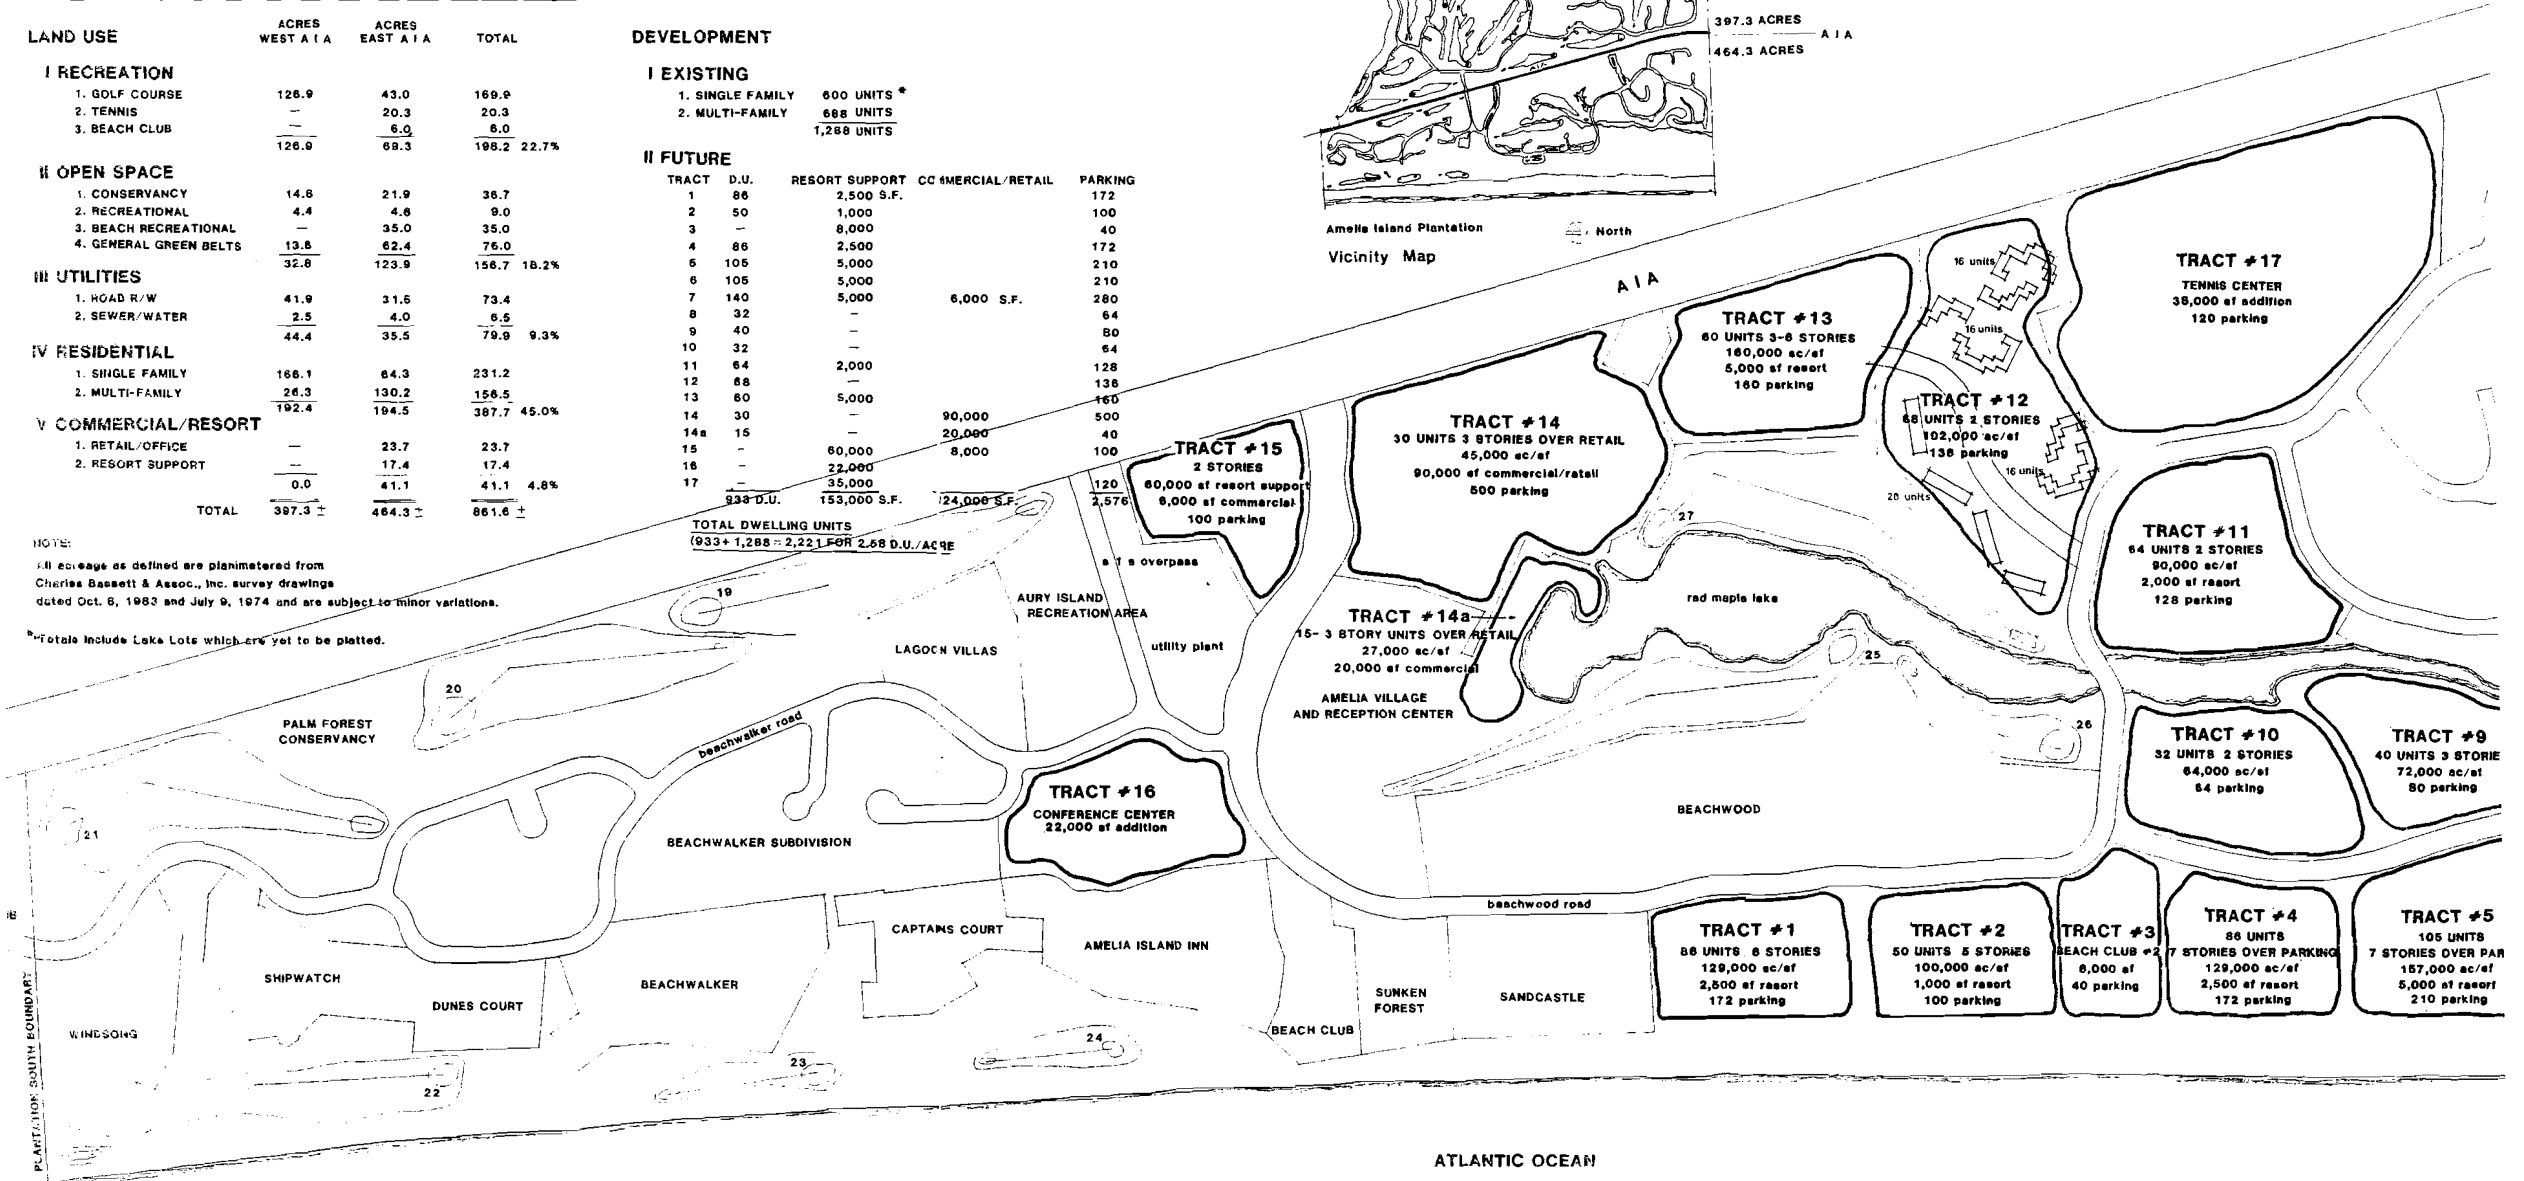 LAND USE
ACRES WEST A I A
ACRES EAST A I A
TOTAL
I RECREATION
1. GOLF COURSE 126.9 43.0 169.9
2. TENNIS — 20.3 20.3
3. BEACH CLUB — 6.0 6.0
126.9 69.3 196.2 22.7%
II OPEN SPACE
1. CONSERVANCY 14.8 21.9 36.7
2. RECREATIONAL 4.4 4.6 9.0
3. BEACH RECREATIONAL — 35.0 35.0
4. GENERAL GREEN BELTS 13.6 62.4 76.0
32.8 123.9 156.7 18.2%
III UTILITIES
1. ROAD R/W 41.9 31.5 73.4
2. SEWER/WATER 2.5 4.0 6.5
44.4 35.5 79.9 9.3%
IV RESIDENTIAL
1. SINGLE FAMILY 166.1 64.3 231.2
2. MULTI-FAMILY 26.3 130.2 156.5
192.4 194.5 387.7 45.0%
V COMMERCIAL/RESORT
1. RETAIL/OFFICE — 23.7 23.7
2. RESORT SUPPORT — 17.4 17.4
0.0 41.1 41.1 4.8%
TOTAL 397.3 ± 464.3 ± 861.6 ±
NOTE:
All acreage as defined are planimetered from
Charles Bassett & Assoc., Inc. survey drawings
dated Oct. 6, 1983 and July 9, 1974 and are subject to minor variations.
*Totals include Lake Lots which are yet to be platted.
DEVELOPMENT
I EXISTING
1. SINGLE FAMILY 600 UNITS *
2. MULTI-FAMILY 688 UNITS
1,288 UNITS
II FUTURE
TRACT D.U. RESORT SUPPORT COMMERCIAL/RETAIL PARKING
1 86 2,500 S.F. 172
2 50 1,000 100
3 – 8,000 40
4 86 2,500 172
5 105 5,000 210
6 105 5,000 210
7 140 5,000 6,000 S.F. 280
8 32 – 64
9 40 – 80
10 32 — 64
11 64 2,000 128
12 68 — 136
13 60 5,000 160
14 30 – 90,000 500
14a 15 20,000 40
15 – 60,000 8,000 100
16 – 22,000
17 – 35,000 120
933 D.U. 153,000 S.F. 124,000 S.F. 2,576
TOTAL DWELLING UNITS
(933+ 1,288 = 2,221 FOR 2.58 D.U./ACRE
397.3 ACRES
A I A
464.3 ACRES
AIA
Amelia Island Plantation
North
Vicinity Map
A I A
TRACT #17
TENNIS CENTER
38,000 sf addition
120 parking
16 units
16 units
TRACT #13
60 UNITS 3-6 STORIES
160,000 ac/sf
5,000 sf resort
160 parking
TRACT #12
68 UNITS 2 STORIES
102,000 ac/sf
136 parking
16 units
20 units
TRACT #14
30 UNITS 3 STORIES OVER RETAIL
45,000 ac/sf
90,000 sf commercial/retail
500 parking
TRACT #15
2 STORIES
60,000 sf resort support
8,000 sf commercial
100 parking
27
TRACT #11
64 UNITS 2 STORIES
90,000 ac/sf
2,000 sf resort
128 parking
a 1 a overpass
19
AURY ISLAND
RECREATION AREA
utility plant
LAGOON VILLAS
red maple lake
TRACT #14a
15- 3 STORY UNITS OVER RETAIL
27,000 ac/sf
20,000 sf commercial
AMELIA VILLAGE
AND RECEPTION CENTER
25
20
PALM FOREST
CONSERVANCY
beachwalker road
26
TRACT #10
32 UNITS 2 STORIES
64,000 ac/sf
64 parking
TRACT #9
40 UNITS 3 STORIE
72,000 ac/sf
80 parking
TRACT #16
CONFERENCE CENTER
22,000 sf addition
BEACHWOOD
21
BEACHWALKER SUBDIVISION
beachwood road
CAPTAINS COURT
AMELIA ISLAND INN
TRACT #1
86 UNITS 6 STORIES
129,000 ac/sf
2,500 sf resort
172 parking
TRACT #2
50 UNITS 5 STORIES
100,000 ac/sf
1,000 sf resort
100 parking
TRACT #3
BEACH CLUB #2
8,000 sf
40 parking
TRACT #4
86 UNITS
7 STORIES OVER PARKING
129,000 ac/sf
2,500 sf resort
172 parking
TRACT #5
105 UNITS
7 STORIES OVER PAR
157,000 ac/sf
5,000 sf resort
210 parking
SHIPWATCH
DUNES COURT
BEACHWALKER
SUNKEN
FOREST
SANDCASTLE
WINDSONG
BEACH CLUB
22
23
24
PLANTATION SOUTH BOUNDARY
ATLANTIC OCEAN